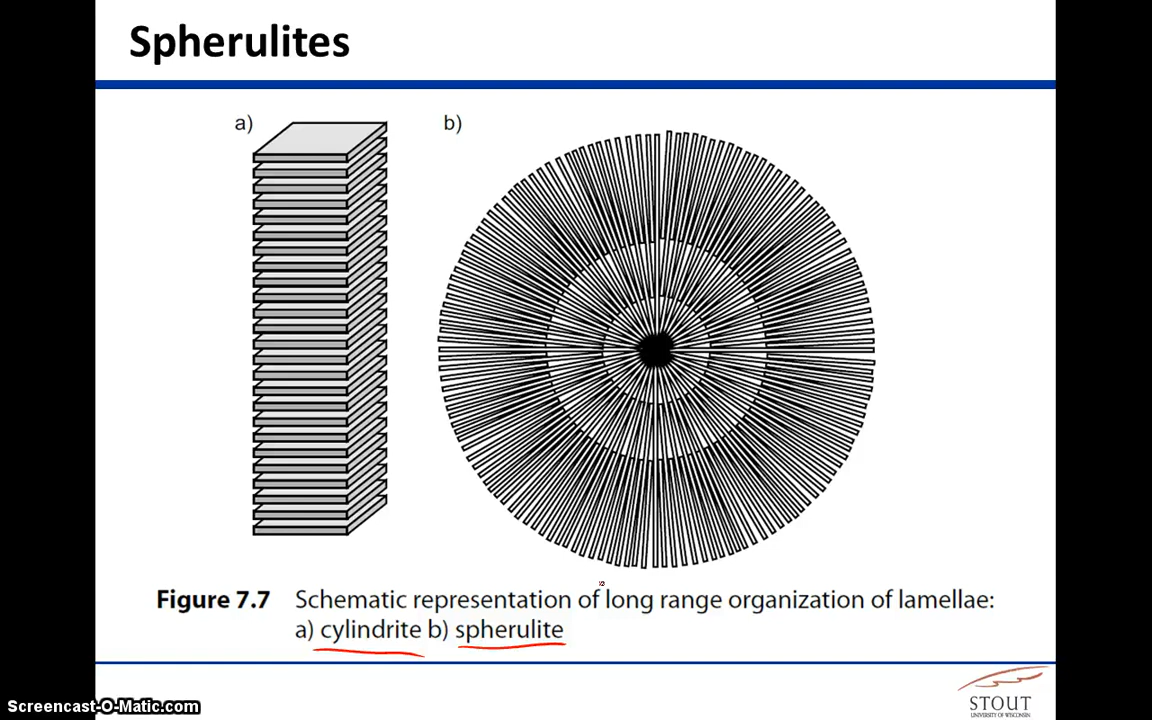 Spherulites
a)
b)
Figure 7.7 Schematic representation of long range organization of lamellae:
a) cylindrite b) spherulite
STOUT
UNIVERSITY OF WISCONSIN
Screencast-O-Matic.com